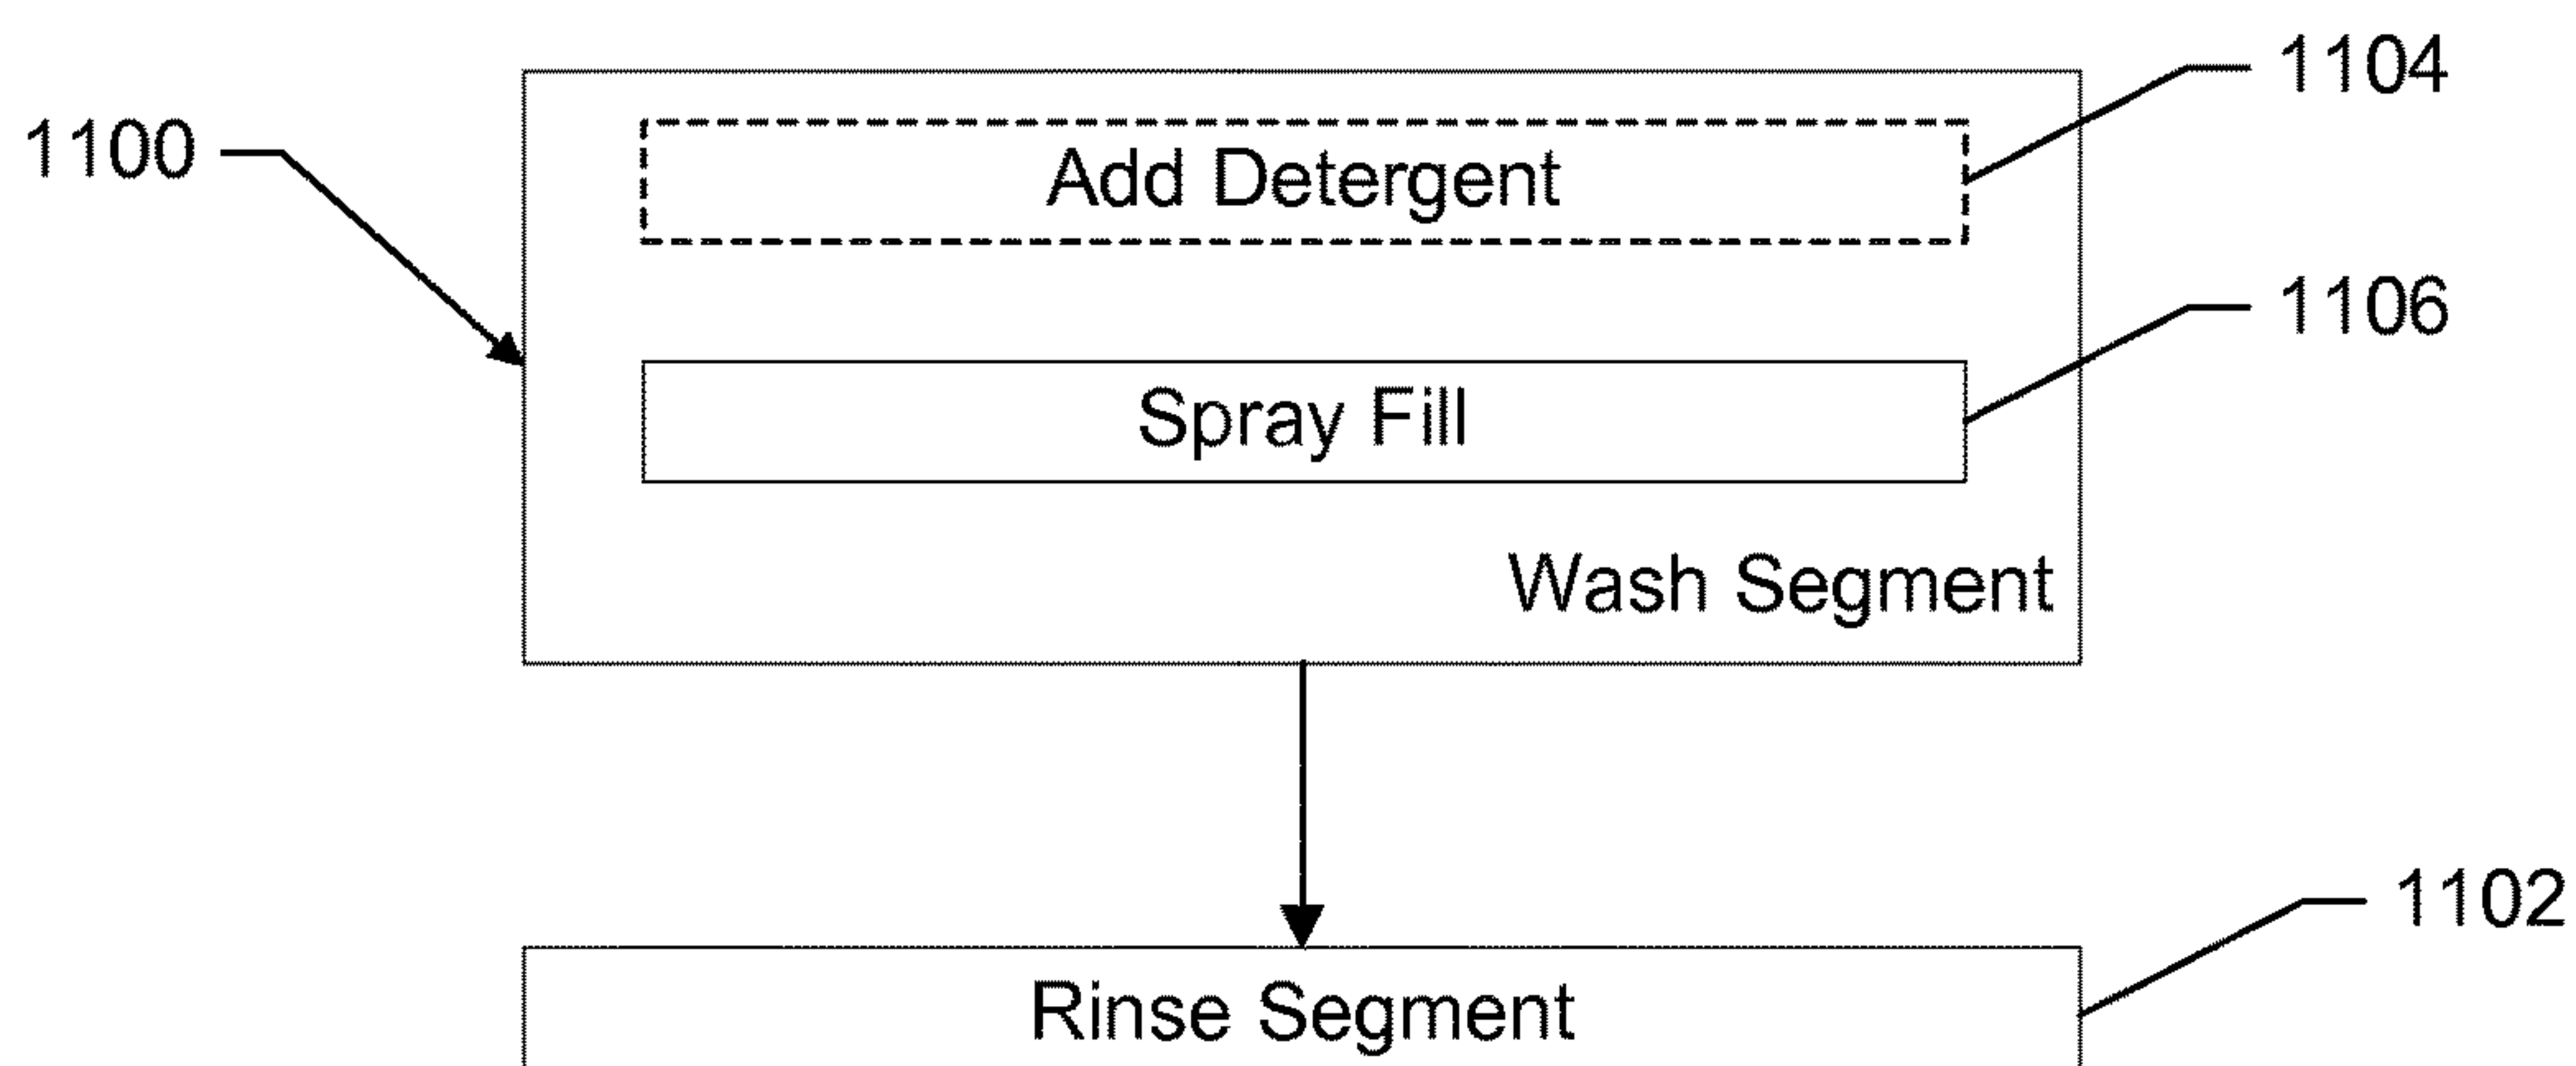 1104
1100
Add Detergent
1106
Spray Fill
Wash Segment
1102
Rinse Segment